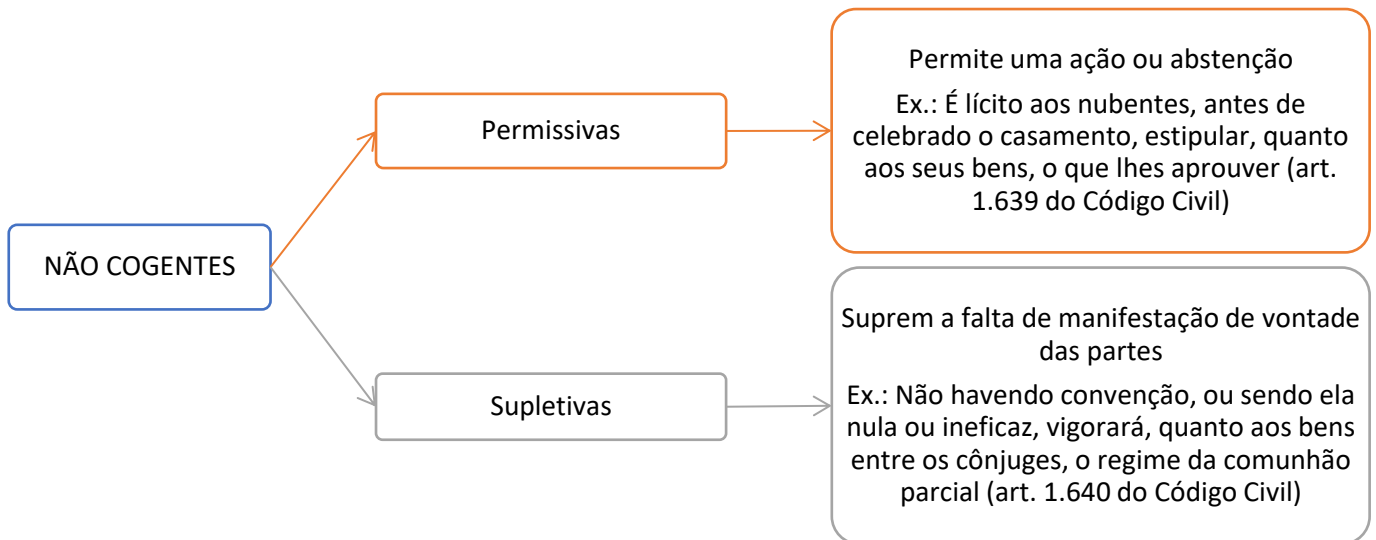 Permite uma ação ou abstenção
Ex.: É lícito aos nubentes, antes de
celebrado o casamento, estipular, quanto
aos seus bens, o que lhes aprouver (art.
1.639 do Código Civil)
Permissivas
NÃO COGENTES
Suprem a falta de manifestação de vontade
das partes
Ex.: Não havendo convenção, ou sendo ela
nula ou ineficaz, vigorará, quanto aos bens
entre os cônjuges, o regime da comunhão
parcial (art. 1.640 do Código Civil)
Supletivas